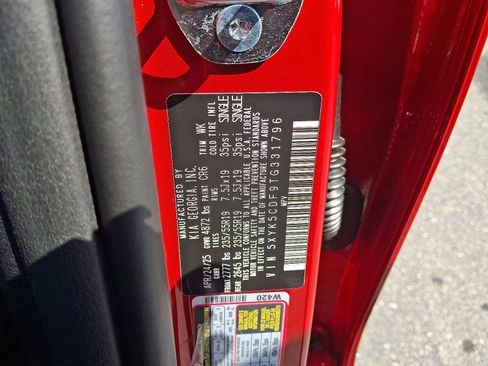 MANUFACTURED BY
KIA GEORGIA, INC.
APR/24/25 GVWR 4872 lbs PAINT CR6 TRIM WK
GAWR TIRES RIMS COLD TIRE INFL
FRONT 2777 lbs 235/55R19 7.5Jx19 35psi SINGLE
REAR 2645 lbs 235/55R19 7.5Jx19 35psi SINGLE
THIS VEHICLE CONFORMS TO ALL APPLICABLE U.S.A. FEDERAL
MOTOR VEHICLE SAFETY, BUMPER, AND THEFT PREVENTION STANDARDS
IN EFFECT ON THE DATE OF MANUFACTURE SHOWN ABOVE
VIN 5XYK5CDF9TG331796
MPV
W420